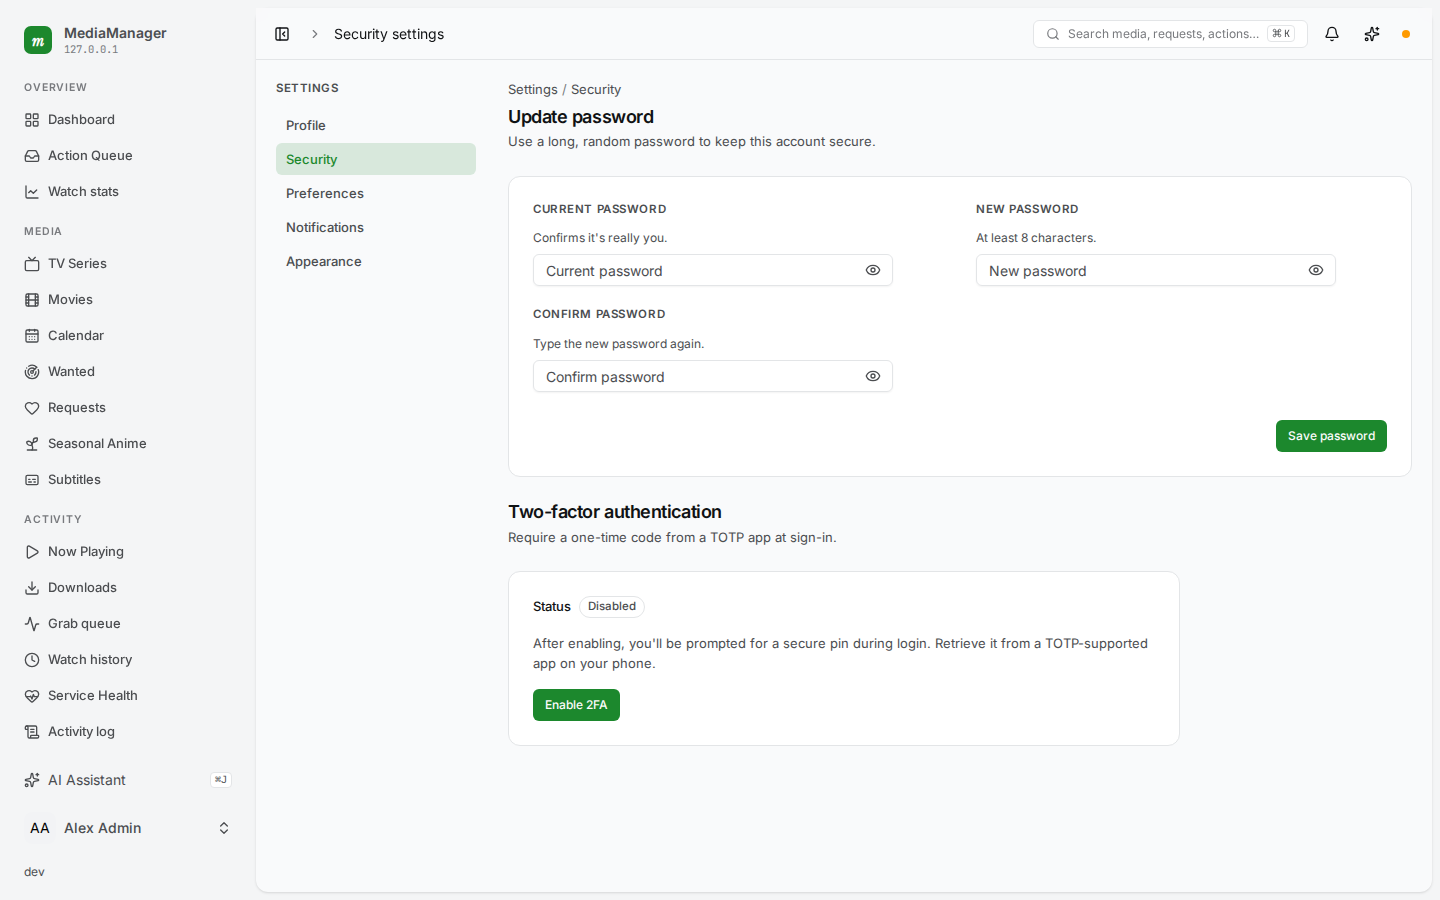 m
MediaManager
127.0.0.1
OVERVIEW
Dashboard
Action Queue
Watch stats
MEDIA
TV Series
Movies
Calendar
Wanted
Requests
Seasonal Anime
Subtitles
ACTIVITY
Now Playing
Downloads
Grab queue
Watch history
Service Health
Activity log
AI Assistant ⌘J
AA Alex Admin
dev
Security settings
Search media, requests, actions... ⌘ K
SETTINGS
Profile
Security
Preferences
Notifications
Appearance
Settings / Security
Update password
Use a long, random password to keep this account secure.
CURRENT PASSWORD
Confirms it's really you.
Current password
NEW PASSWORD
At least 8 characters.
New password
CONFIRM PASSWORD
Type the new password again.
Confirm password
Save password
Two-factor authentication
Require a one-time code from a TOTP app at sign-in.
Status Disabled
After enabling, you'll be prompted for a secure pin during login. Retrieve it from a TOTP-supported
app on your phone.
Enable 2FA